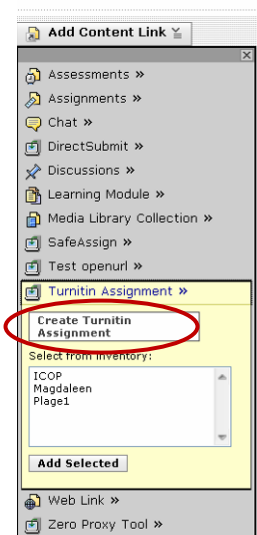 Add Content Link
Assessments »
Assignments »
Chat »
DirectSubmit »
Discussions »
Learning Module »
Media Library Collection »
SafeAssign »
Test openurl »
Turnitin Assignment »
Create Turnitin
Assignment
Select from inventory:
ICOP
Magdaleen
Plage1
Add Selected
Web Link »
Zero Proxy Tool »